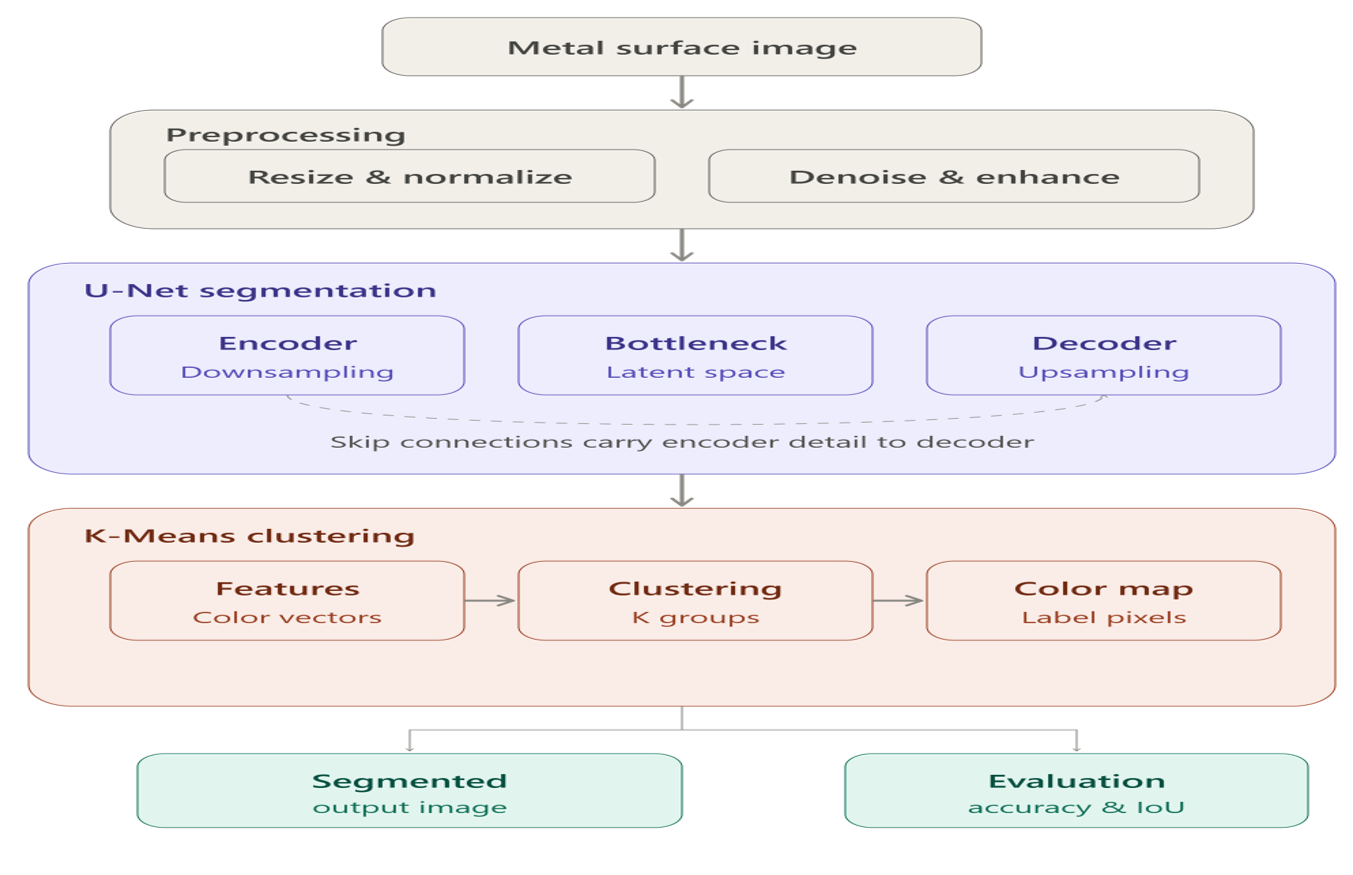 Metal surface image
Preprocessing
Resize & normalize
Denoise & enhance
U-Net segmentation
Encoder
Downsampling
Bottleneck
Latent space
Decoder
Upsampling
Skip connections carry encoder detail to decoder
K-Means clustering
Features
Color vectors
Clustering
K groups
Color map
Label pixels
Segmented
output image
Evaluation
accuracy & IoU